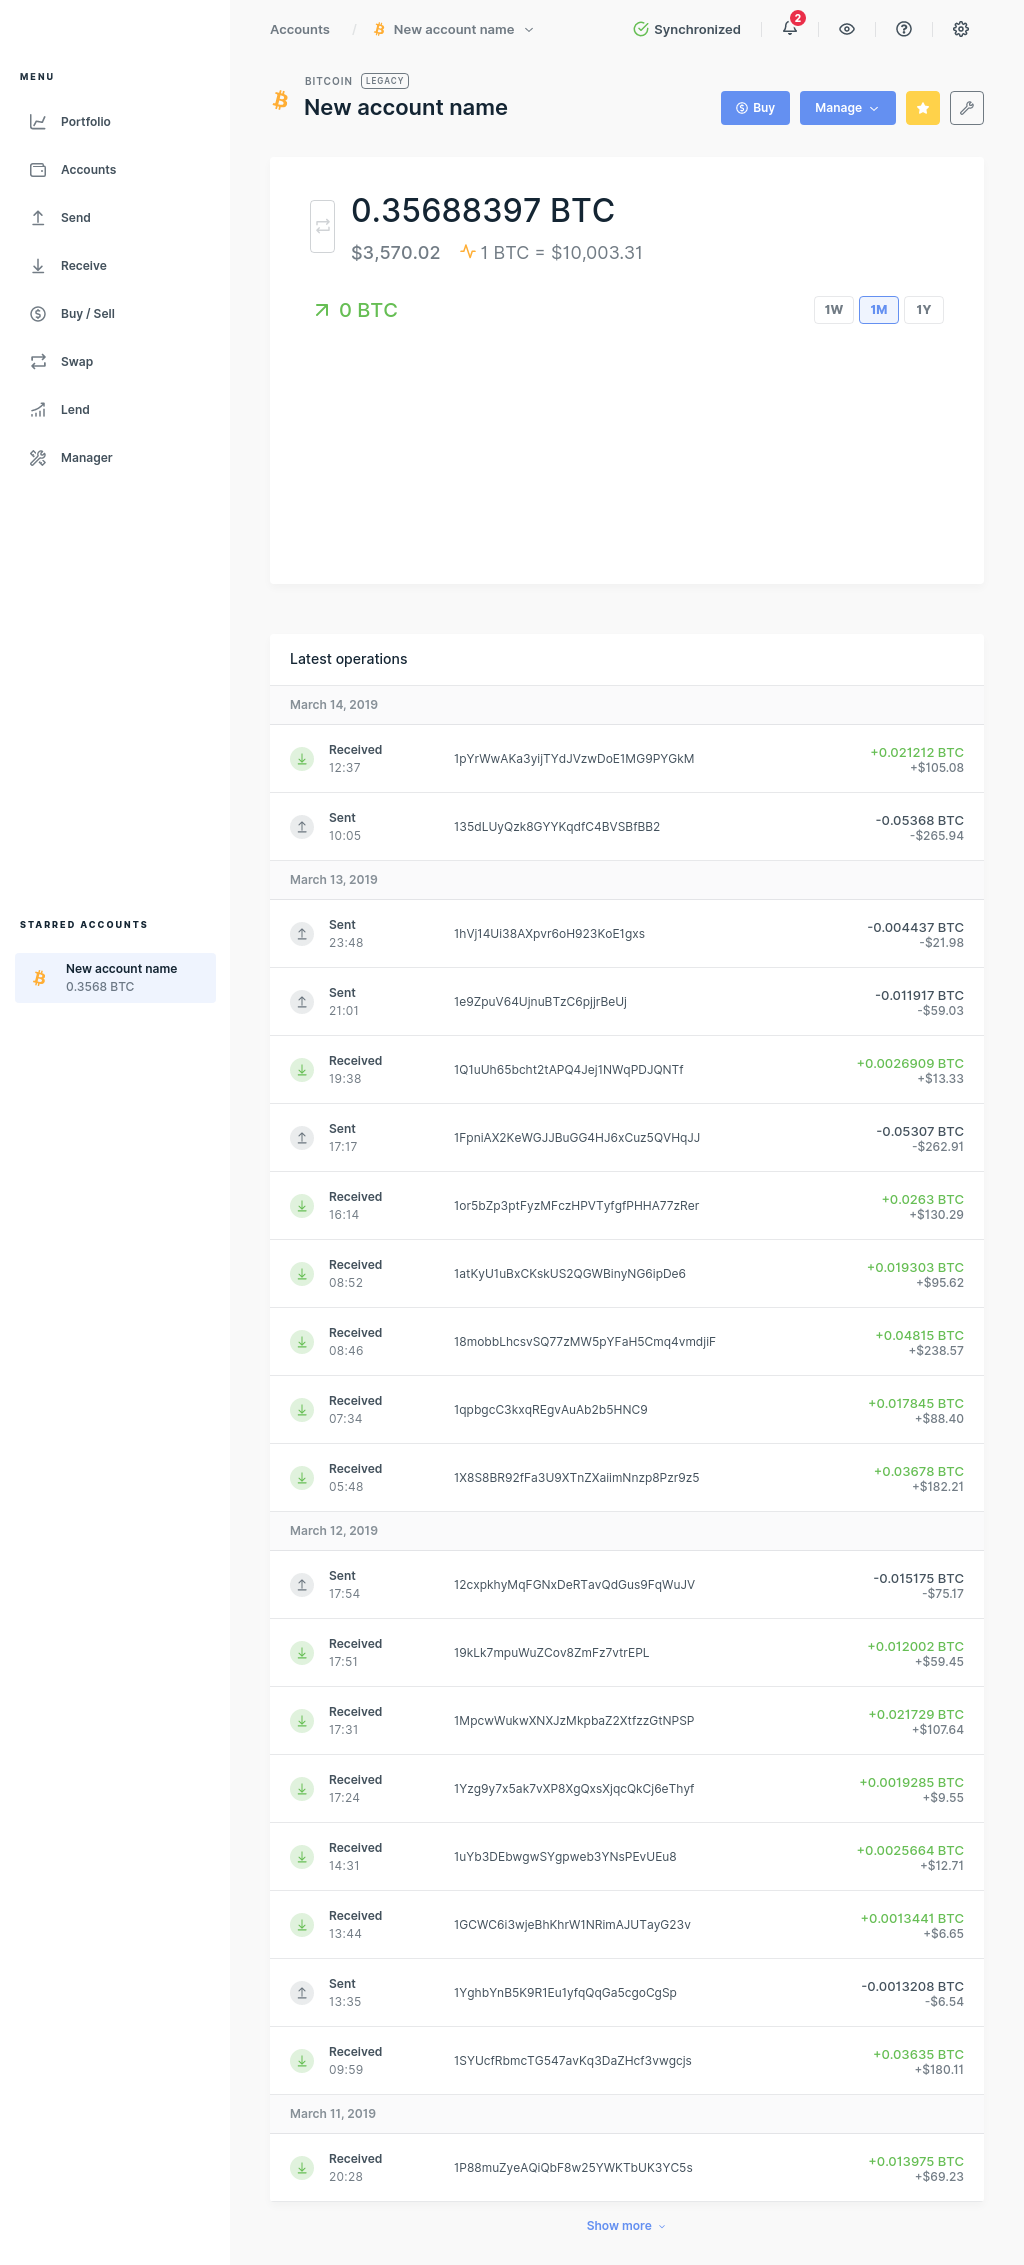 Accounts / New account name
Synchronized
2
MENU
Portfolio
Accounts
Send
Receive
Buy / Sell
Swap
Lend
Manager
STARRED ACCOUNTS
New account name
0.3568 BTC
BITCOIN LEGACY
New account name
Buy
Manage
0.35688397 BTC
$3,570.02 1 BTC = $10,003.31
0 BTC
1W 1M 1Y
Latest operations
March 14, 2019
Received 1pYrWwAKa3yijTYdJVzwDoE1MG9PYGkM +0.021212 BTC
12:37 +$105.08
Sent 135dLUyQzk8GYYKqdfC4BVSBfBB2 -0.05368 BTC
10:05 -$265.94
March 13, 2019
Sent 1hVj14Ui38AXpvr6oH923KoE1gxs -0.004437 BTC
23:48 -$21.98
Sent 1e9ZpuV64UjnuBTzC6pjjrBeUj -0.011917 BTC
21:01 -$59.03
Received 1Q1uUh65bcht2tAPQ4Jej1NWqPDJQNTf +0.0026909 BTC
19:38 +$13.33
Sent 1FpniAX2KeWGJJBuGG4HJ6xCuz5QVHqJJ -0.05307 BTC
17:17 -$262.91
Received 1or5bZp3ptFyzMFczHPVTyfgfPHHA77zRer +0.0263 BTC
16:14 +$130.29
Received 1atKyU1uBxCKskUS2QGWBinyNG6ipDe6 +0.019303 BTC
08:52 +$95.62
Received 18mobbLhcsvSQ77zMW5pYFaH5Cmq4vmdjiF +0.04815 BTC
08:46 +$238.57
Received 1qpbgcC3kxqREgvAuAb2b5HNC9 +0.017845 BTC
07:34 +$88.40
Received 1X8S8BR92fFa3U9XTnZXaiimNnzp8Pzr9z5 +0.03678 BTC
05:48 +$182.21
March 12, 2019
Sent 12cxpkhyMqFGNxDeRTavQdGus9FqWuJV -0.015175 BTC
17:54 -$75.17
Received 19kLk7mpuWuZCov8ZmFz7vtrEPL +0.012002 BTC
17:51 +$59.45
Received 1MpcwWukwXNXJzMkpbaZ2XtfzzGtNPSP +0.021729 BTC
17:31 +$107.64
Received 1Yzg9y7x5ak7vXP8XgQxsXjqcQkCj6eThyf +0.0019285 BTC
17:24 +$9.55
Received 1uYb3DEbwgwSYgpweb3YNsPEvUEu8 +0.0025664 BTC
14:31 +$12.71
Received 1GCWC6i3wjeBhKhrW1NRimAJUTayG23v +0.0013441 BTC
13:44 +$6.65
Sent 1YghbYnB5K9R1Eu1yfqQqGa5cgoCgSp -0.0013208 BTC
13:35 -$6.54
Received 1SYUcfRbmcTG547avKq3DaZHcf3vwgcjs +0.03635 BTC
09:59 +$180.11
March 11, 2019
Received 1P88muZyeAQiQbF8w25YWKTbUK3YC5s +0.013975 BTC
20:28 +$69.23
Show more